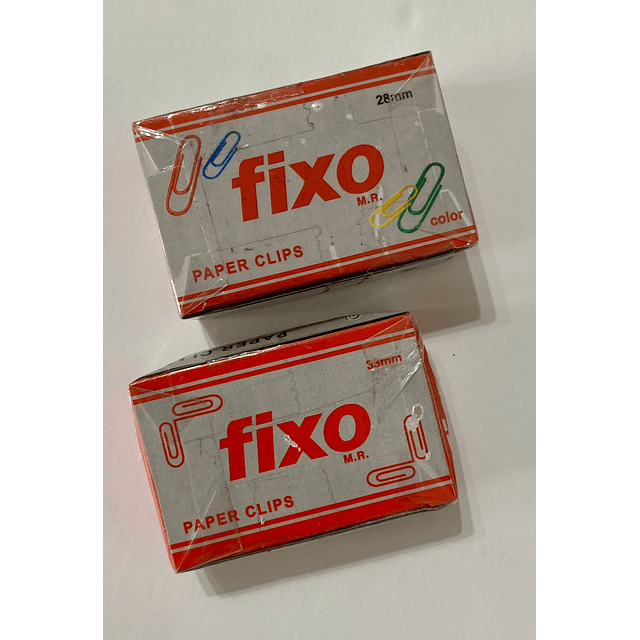 28mm
fixo
M.R.
color
PAPER CLIPS
33mm
fixo
M.R.
PAPER CLIPS